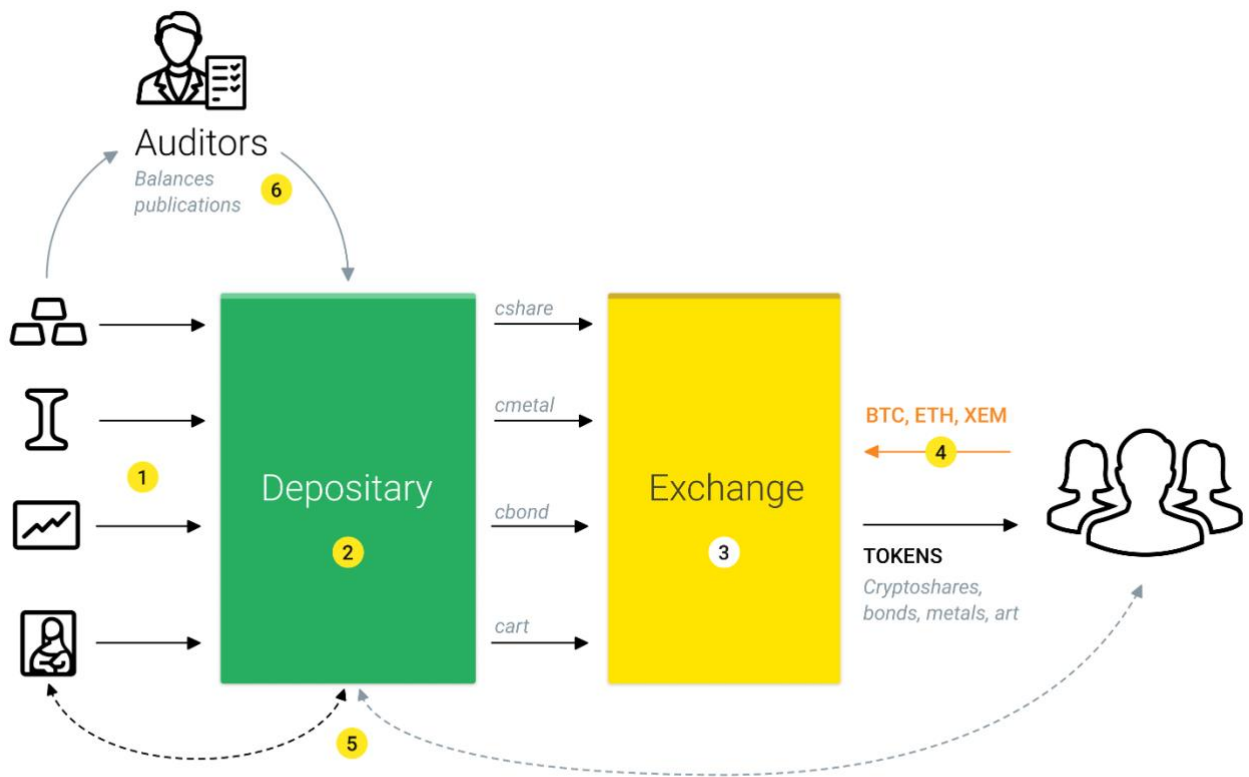 Auditors
Balances
publications
6
cshare
cmetal
BTC, ETH, XEM
4
1
Depositary
cbond
Exchange
2
3
TOKENS
Cryptoshares,
bonds, metals, art
cart
5